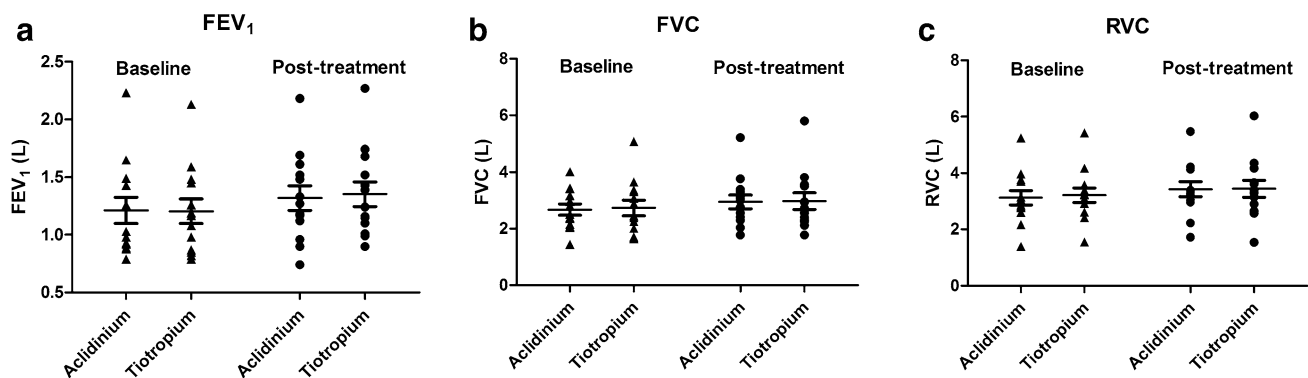 a
FEV₁
Baseline Post-treatment
FEV₁ (L)
2.5
2.0
1.5
1.0
0.5
Aclidinium Tiotropium Aclidinium Tiotropium
b
FVC
Baseline Post-treatment
FVC (L)
8
6
4
2
0
Aclidinium Tiotropium Aclidinium Tiotropium
c
RVC
Baseline Post-treatment
RVC (L)
8
6
4
2
0
Aclidinium Tiotropium Aclidinium Tiotropium